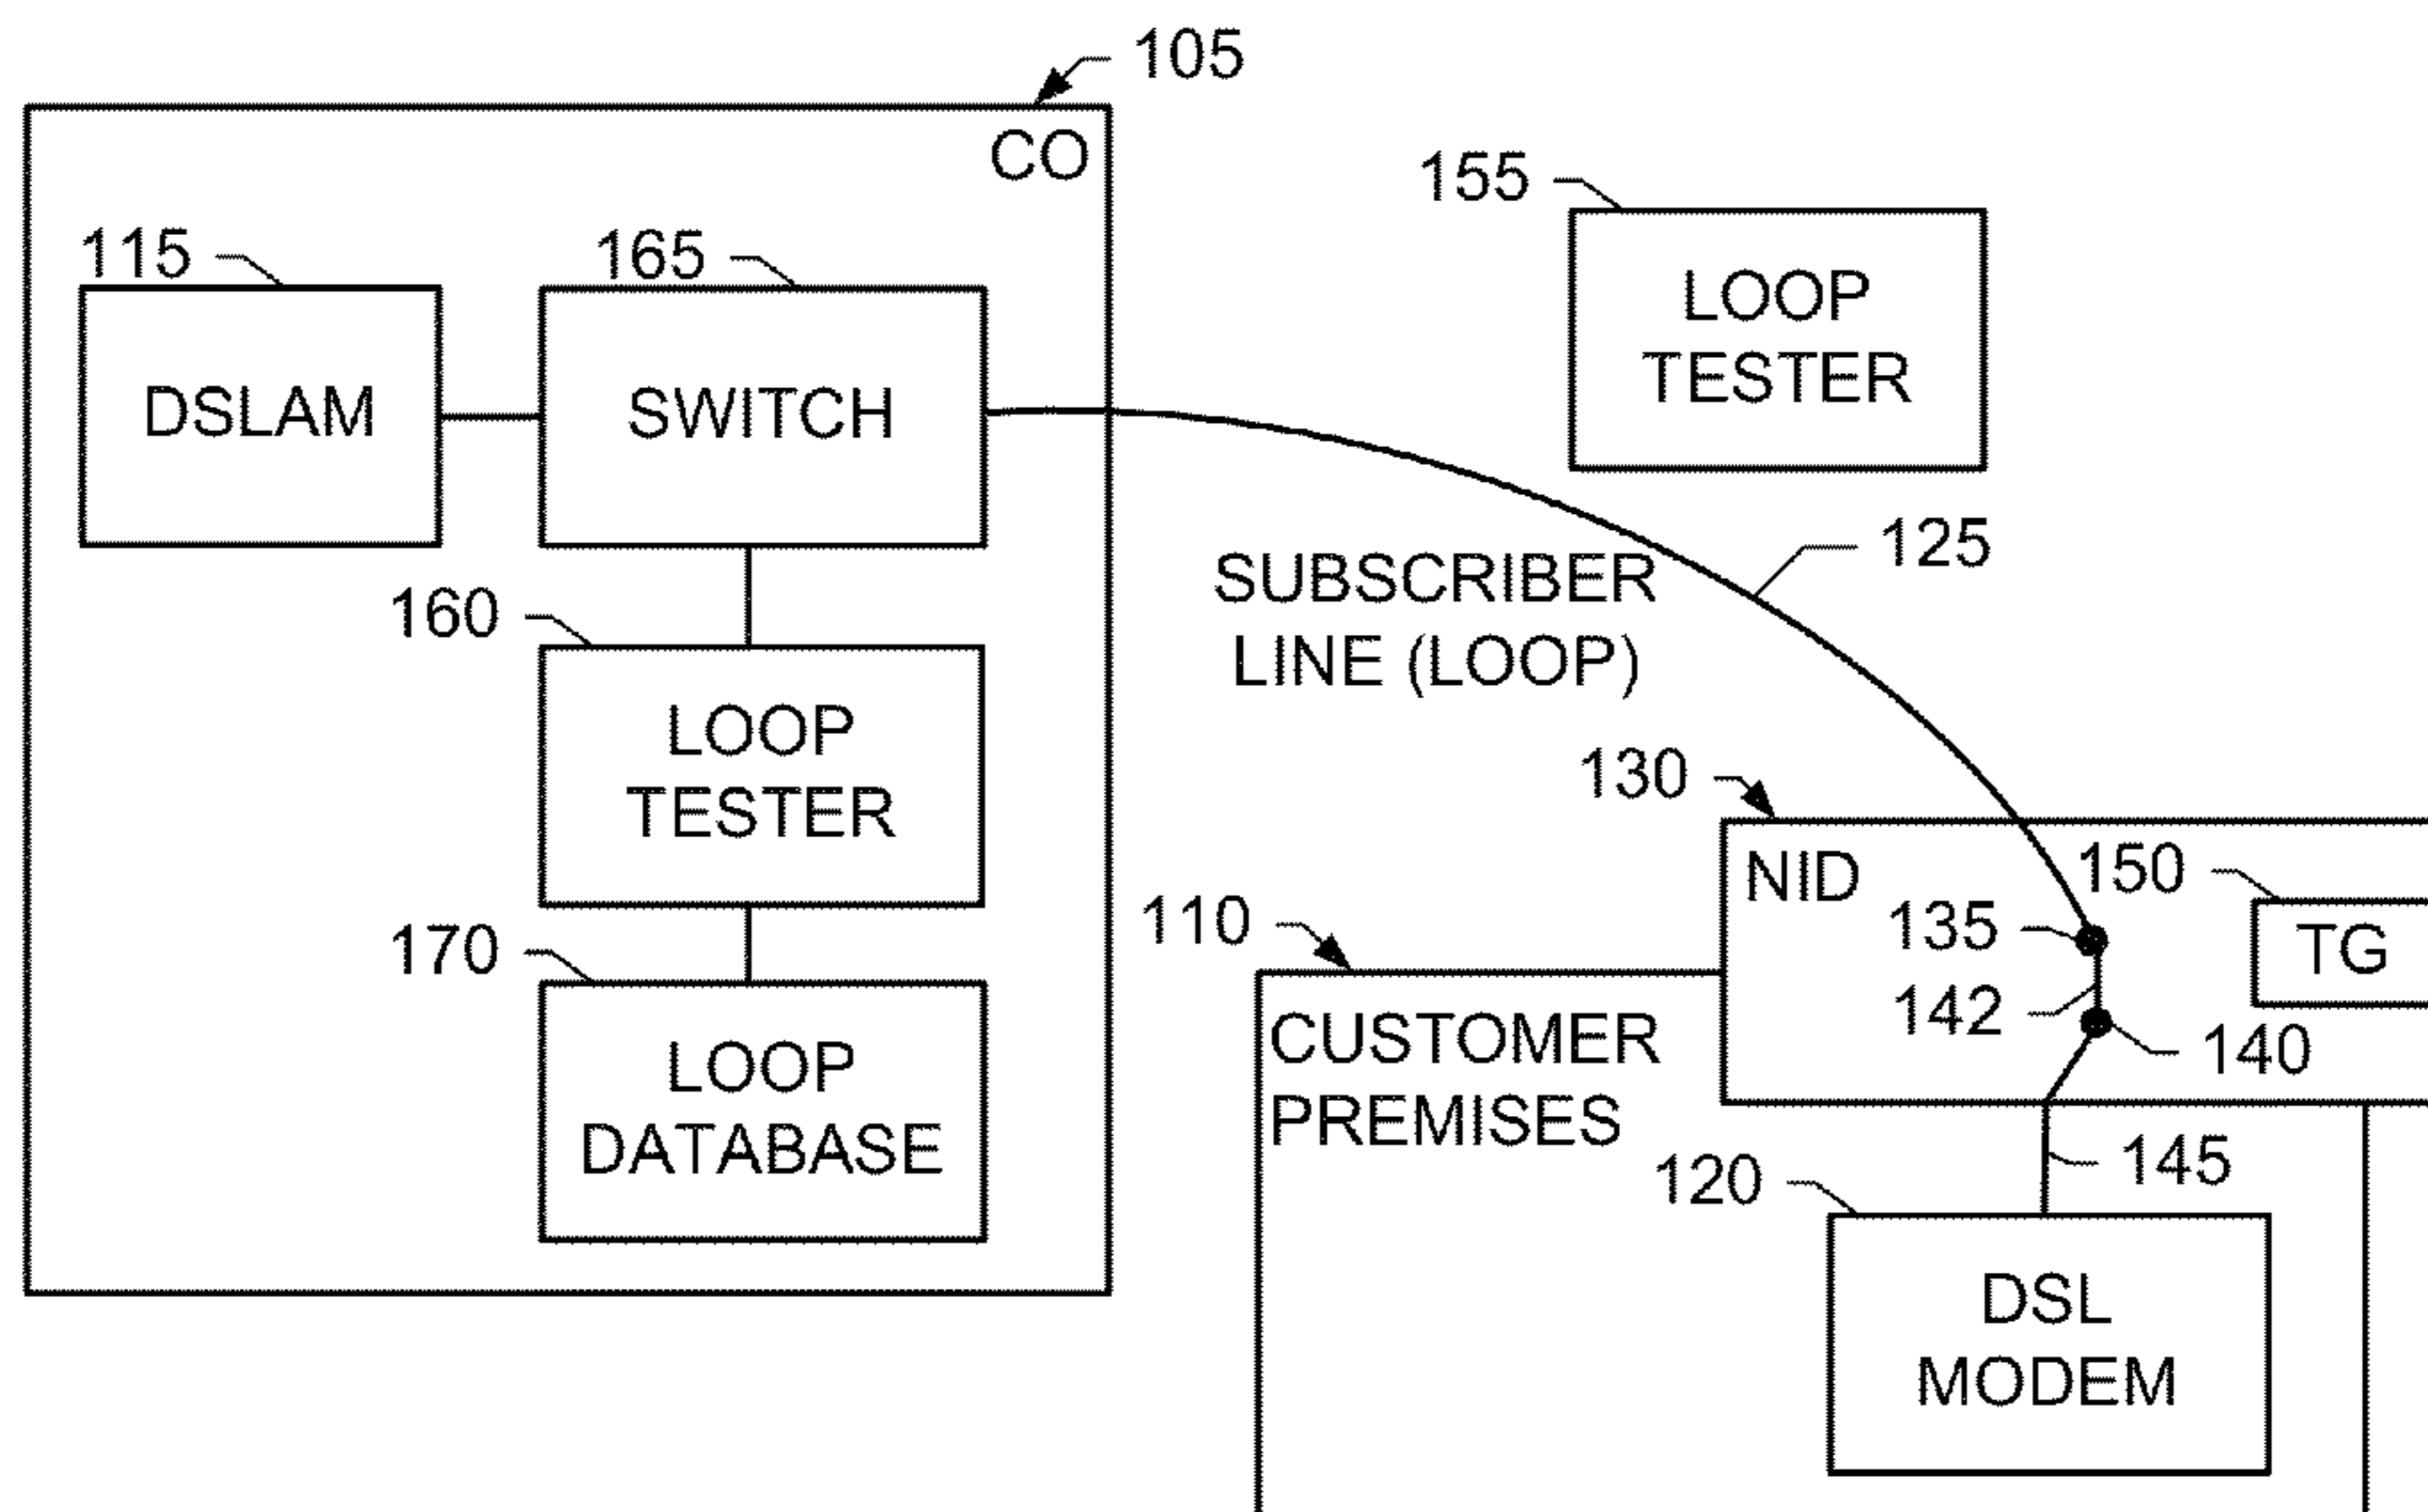 105
CO
155
LOOP
TESTER
115
165
DSLAM
SWITCH
125
SUBSCRIBER
LINE (LOOP)
160
LOOP
TESTER
130
NID
150
TG
135
142
140
110
CUSTOMER
PREMISES
170
LOOP
DATABASE
145
120
DSL
MODEM